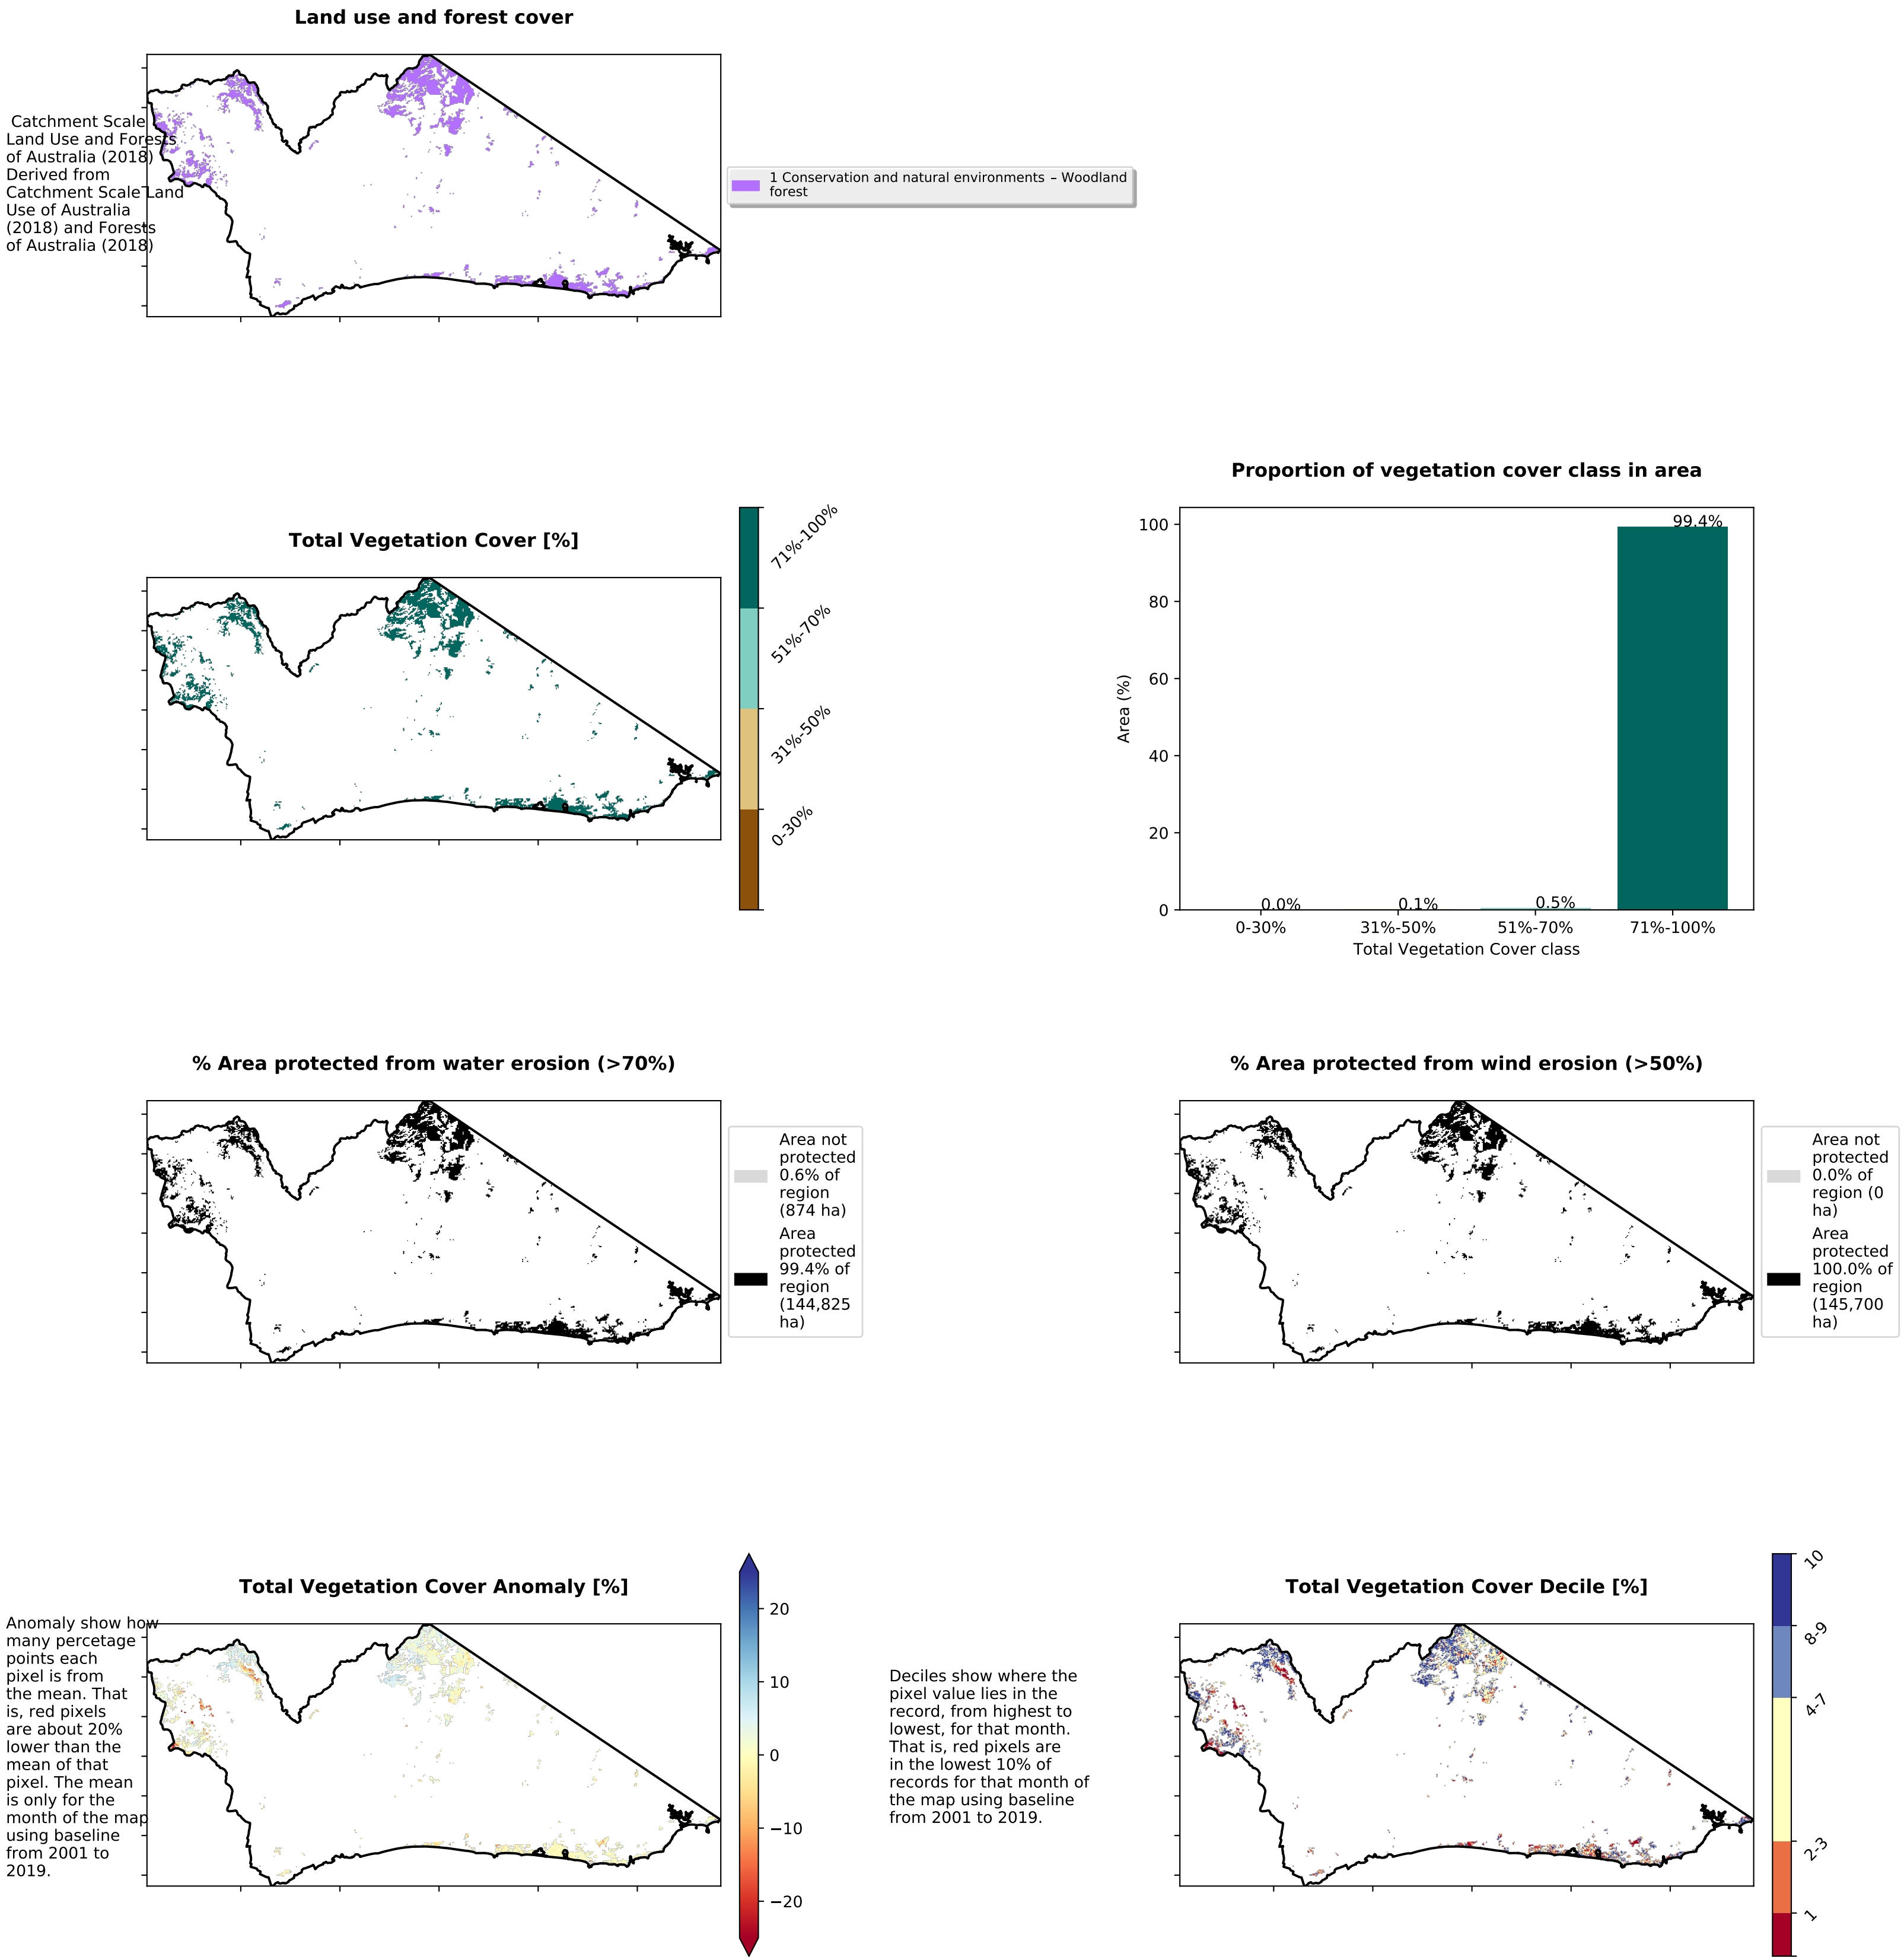 Land use and forest cover
Catchment Scale
Land Use and Forests
of Australia (2018)
Derived from
Catchment Scale Land
Use of Australia
(2018) and Forests
of Australia (2018)
1 Conservation and natural environments – Woodland
forest
Total Vegetation Cover [%]
71%-100%
51%-70%
31%-50%
0-30%
Proportion of vegetation cover class in area
100
80
60
40
20
0
Area (%)
0.0%
0.1%
0.5%
99.4%
0-30%
31%-50%
51%-70%
71%-100%
Total Vegetation Cover class
% Area protected from water erosion (>70%)
Area not
protected
0.6% of
region
(874 ha)
Area
protected
99.4% of
region
(144,825
ha)
% Area protected from wind erosion (>50%)
Area not
protected
0.0% of
region (0
ha)
Area
protected
100.0% of
region
(145,700
ha)
Total Vegetation Cover Anomaly [%]
Anomaly show how
many percetage
points each
pixel is from
the mean. That
is, red pixels
are about 20%
lower than the
mean of that
pixel. The mean
is only for the
month of the map
using baseline
from 2001 to
2019.
20
10
0
−10
−20
Deciles show where the
pixel value lies in the
record, from highest to
lowest, for that month.
That is, red pixels are
in the lowest 10% of
records for that month of
the map using baseline
from 2001 to 2019.
Total Vegetation Cover Decile [%]
10
8-9
4-7
2-3
1